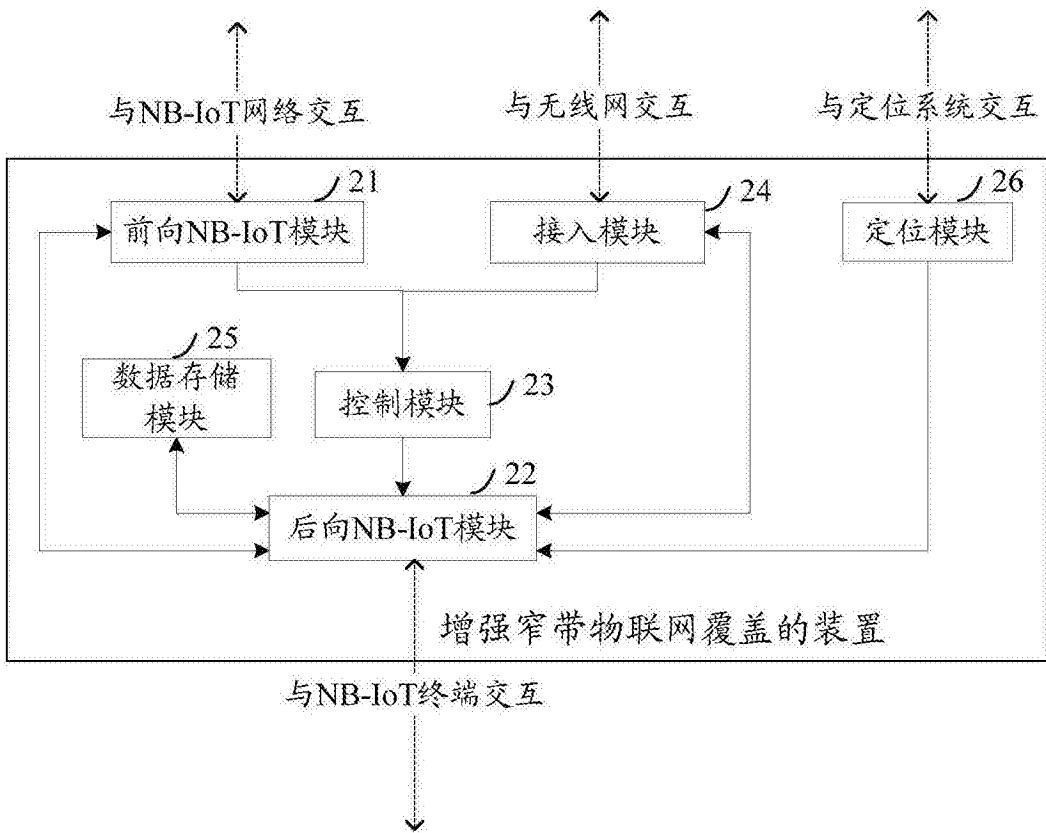 与NB-IoT网络交互
与无线网交互
与定位系统交互
21
24
26
前向NB-IoT模块
接入模块
定位模块
25
数据存储
模块
控制模块
23
22
后向NB-IoT模块
增强窄带物联网覆盖的装置
与NB-IoT终端交互